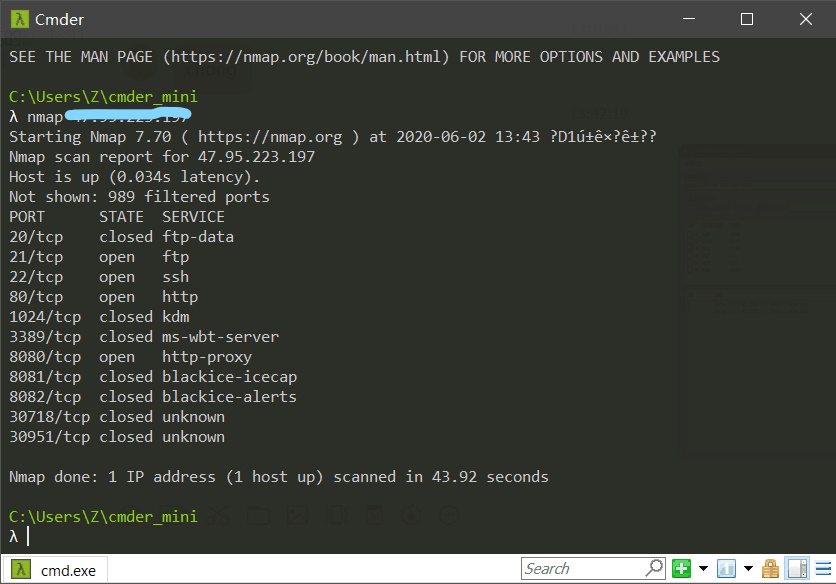 Cmder
SEE THE MAN PAGE (https://nmap.org/book/man.html) FOR MORE OPTIONS AND EXAMPLES
C:\Users\Z\cmder_mini
λ nmap
Starting Nmap 7.70 ( https://nmap.org ) at 2020-06-02 13:43 ?D1ú±ê×?ê±??
Nmap scan report for 47.95.223.197
Host is up (0.034s latency).
Not shown: 989 filtered ports
PORT STATE SERVICE
20/tcp closed ftp-data
21/tcp open ftp
22/tcp open ssh
80/tcp open http
1024/tcp closed kdm
3389/tcp closed ms-wbt-server
8080/tcp open http-proxy
8081/tcp closed blackice-icecap
8082/tcp closed blackice-alerts
30718/tcp closed unknown
30951/tcp closed unknown
Nmap done: 1 IP address (1 host up) scanned in 43.92 seconds
C:\Users\Z\cmder_mini
λ
cmd.exe Search